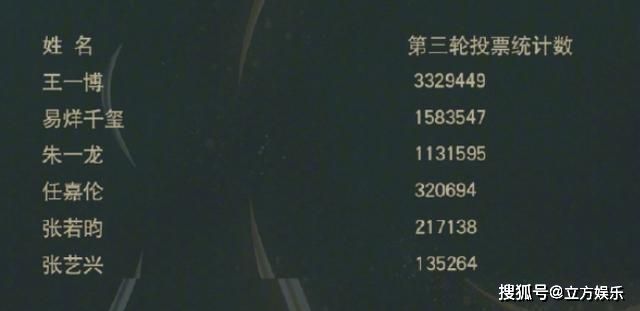 姓 名 第三轮投票统计数
王一博 3329449
易烊千玺 1583547
朱一龙 1131595
任嘉伦 320694
张若昀 217138
张艺兴 135264
搜狐号@立方娱乐